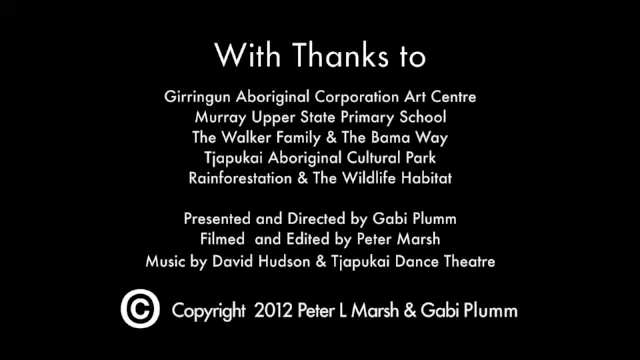 With Thanks to
Girringun Aboriginal Corporation Art Centre
Murray Upper State Primary School
The Walker Family & The Bama Way
Tjapukai Aboriginal Cultural Park
Rainforestation & The Wildlife Habitat
Presented and Directed by Gabi Plumm
Filmed and Edited by Peter Marsh
Music by David Hudson & Tjapukai Dance Theatre
© Copyright 2012 Peter L Marsh & Gabi Plumm